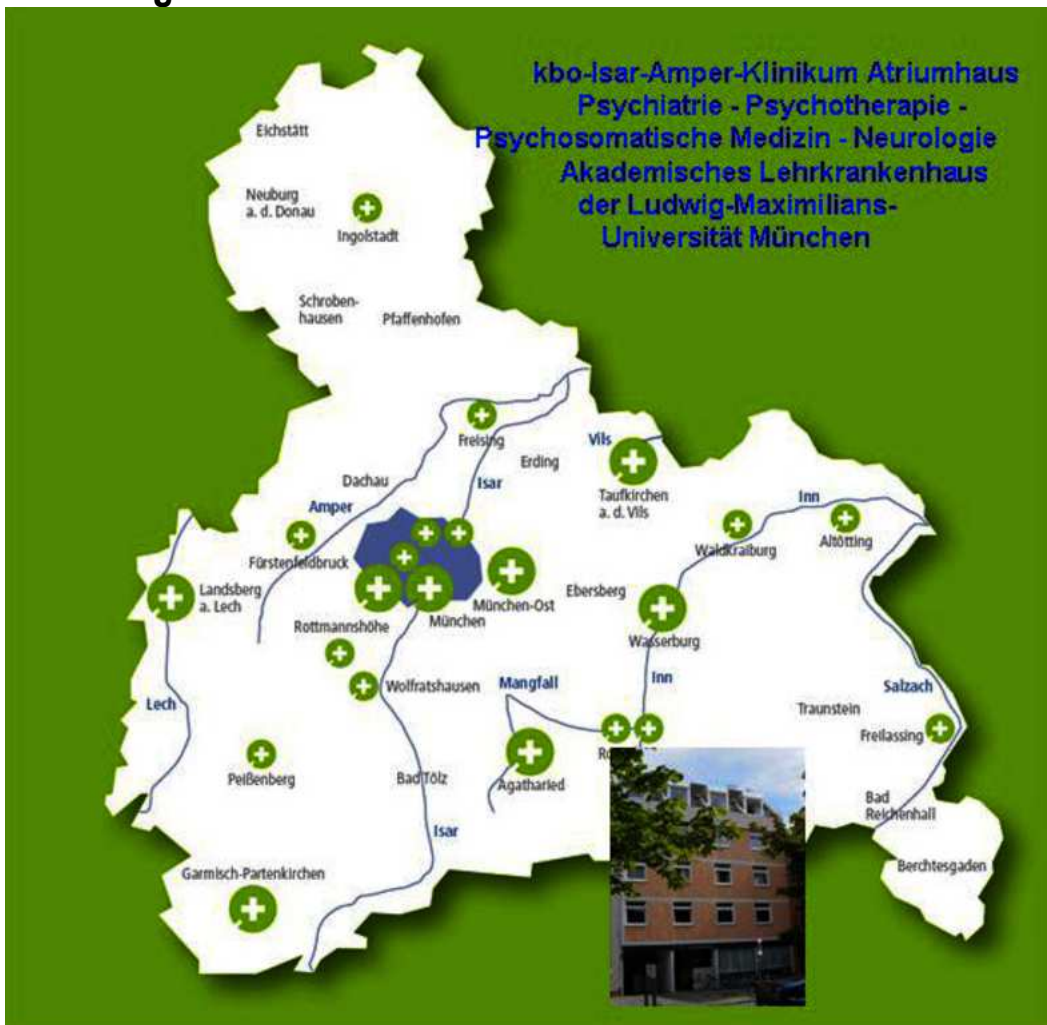 kbo-Isar-Amper-Klinikum Atriumhaus
Psychiatrie - Psychotherapie -
Psychosomatische Medizin - Neurologie
Akademisches Lehrkrankenhaus
der Ludwig-Maximilians-
Universität München
Eichstätt
Neuburg
a. d. Donau
Ingolstadt
Schroben-
hausen
Pfaffenhofen
Freising
Vils
Erding
Isar
Dachau
Taufkirchen
a. d. Vils
Inn
Amper
Waldkraiburg
Altötting
Fürstenfeldbruck
Landsberg
a. Lech
Ebersberg
München-Ost
München
Rottmannshöhe
Wasserburg
Wolfratshausen
Mangfall
Inn
Salzach
Lech
Traunstein
Freilassing
Peißenberg
Bad Tölz
Agatharied
Bad
Reichenhall
Isar
Berchtesgaden
Garmisch-Partenkirchen